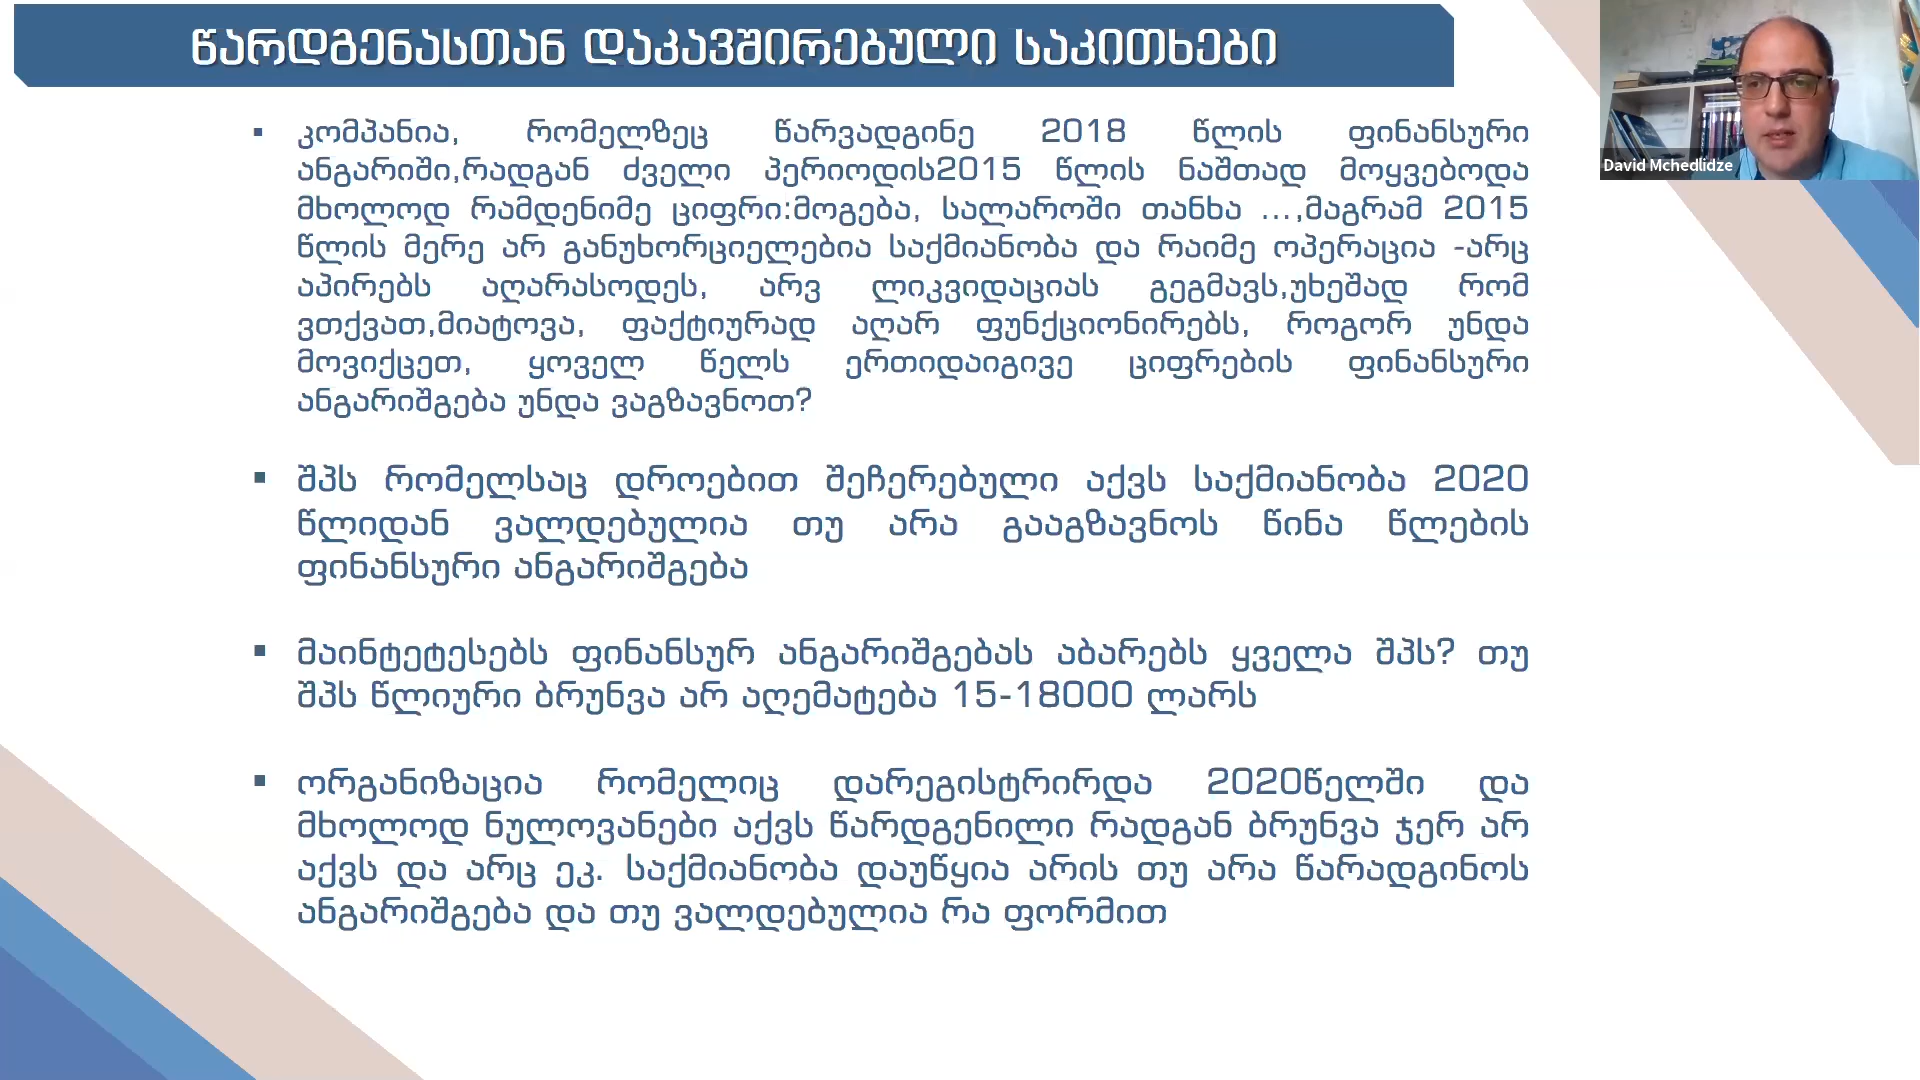 წარდგენასთან დაკავშირებული საკითხები
David Mchedlidze
▪ კომპანია, რომელზეც წარვადგინე 2018 წლის ფინანსური
ანგარიში,რადგან ძველი პერიოდის2015 წლის ნაშთად მოყვებოდა
მხოლოდ რამდენიმე ციფრი:მოგება, სალაროში თანხა ...,მაგრამ 2015
წლის მერე არ განუხორციელებია საქმიანობა და რაიმე ოპერაცია -არც
აპირებს აღარასოდეს, არვ ლიკვიდაციას გეგმავს,უხეშად რომ
ვთქვათ,მიატოვა, ფაქტიურად აღარ ფუნქციონირებს, როგორ უნდა
მოვიქცეთ, ყოველ წელს ერთიდაიგივე ციფრების ფინანსური
ანგარიშგება უნდა ვაგზავნოთ?
▪ შპს რომელსაც დროებით შეჩერებული აქვს საქმიანობა 2020
წლიდან ვალდებულია თუ არა გააგზავნოს წინა წლების
ფინანსური ანგარიშგება
▪ მაინტეტესებს ფინანსურ ანგარიშგებას აბარებს ყველა შპს? თუ
შპს წლიური ბრუნვა არ აღემატება 15-18000 ლარს
▪ ორგანიზაცია რომელიც დარეგისტრირდა 2020წელში და
მხოლოდ ნულოვანები აქვს წარდგენილი რადგან ბრუნვა ჯერ არ
აქვს და არც ეკ. საქმიანობა დაუწყია არის თუ არა წარადგინოს
ანგარიშგება და თუ ვალდებულია რა ფორმით